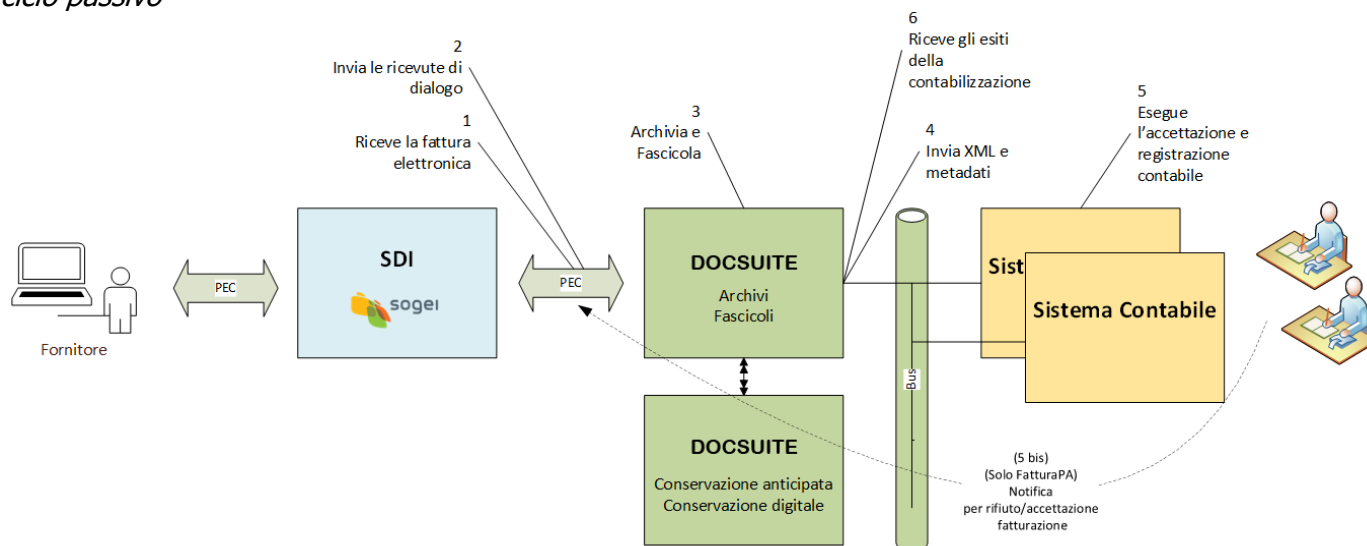 ciclo passivo
6
Riceve gli esiti
della
contabilizzazione
2
Invia le ricevute di
dialogo
1
Riceve la fattura
elettronica
3
Archivia e
Fascicola
4
Invia XML e
metadati
5
Esegue
l'accettazione e
registrazione
contabile
PEC
Fornitore
SDI
sogei
PEC
DOCSUITE
Archivi
Fascicoli
Bus
Sist
Sistema Contabile
DOCSUITE
Conservazione anticipata
Conservazione digitale
(5 bis)
(Solo FatturaPA)
Notifica
per rifiuto/accettazione
fatturazione